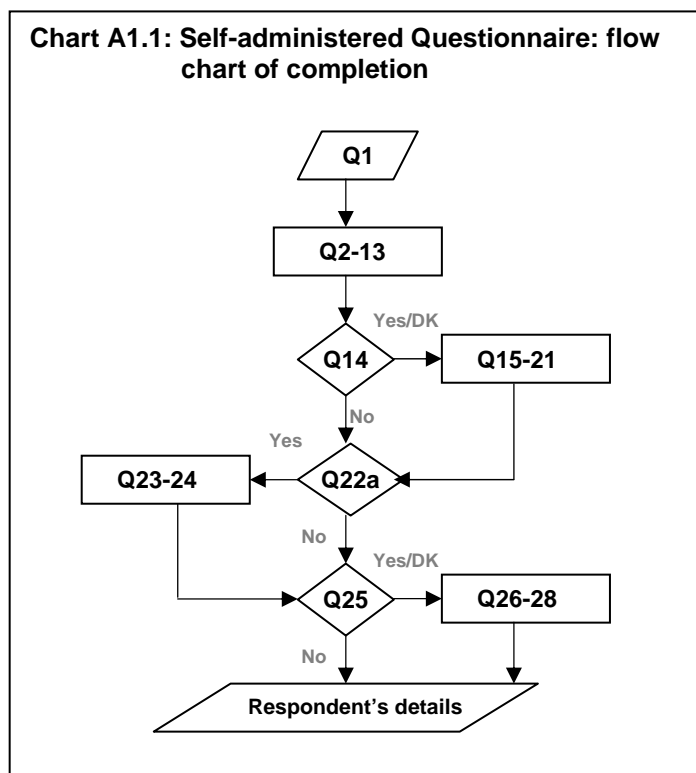 Chart A1.1: Self-administered Questionnaire: flow
chart of completion
Q1
Q2-13
Yes/DK
Q14
Q15-21
No
Yes
Q23-24
Q22a
No
Yes/DK
Q25
Q26-28
No
Respondent’s details